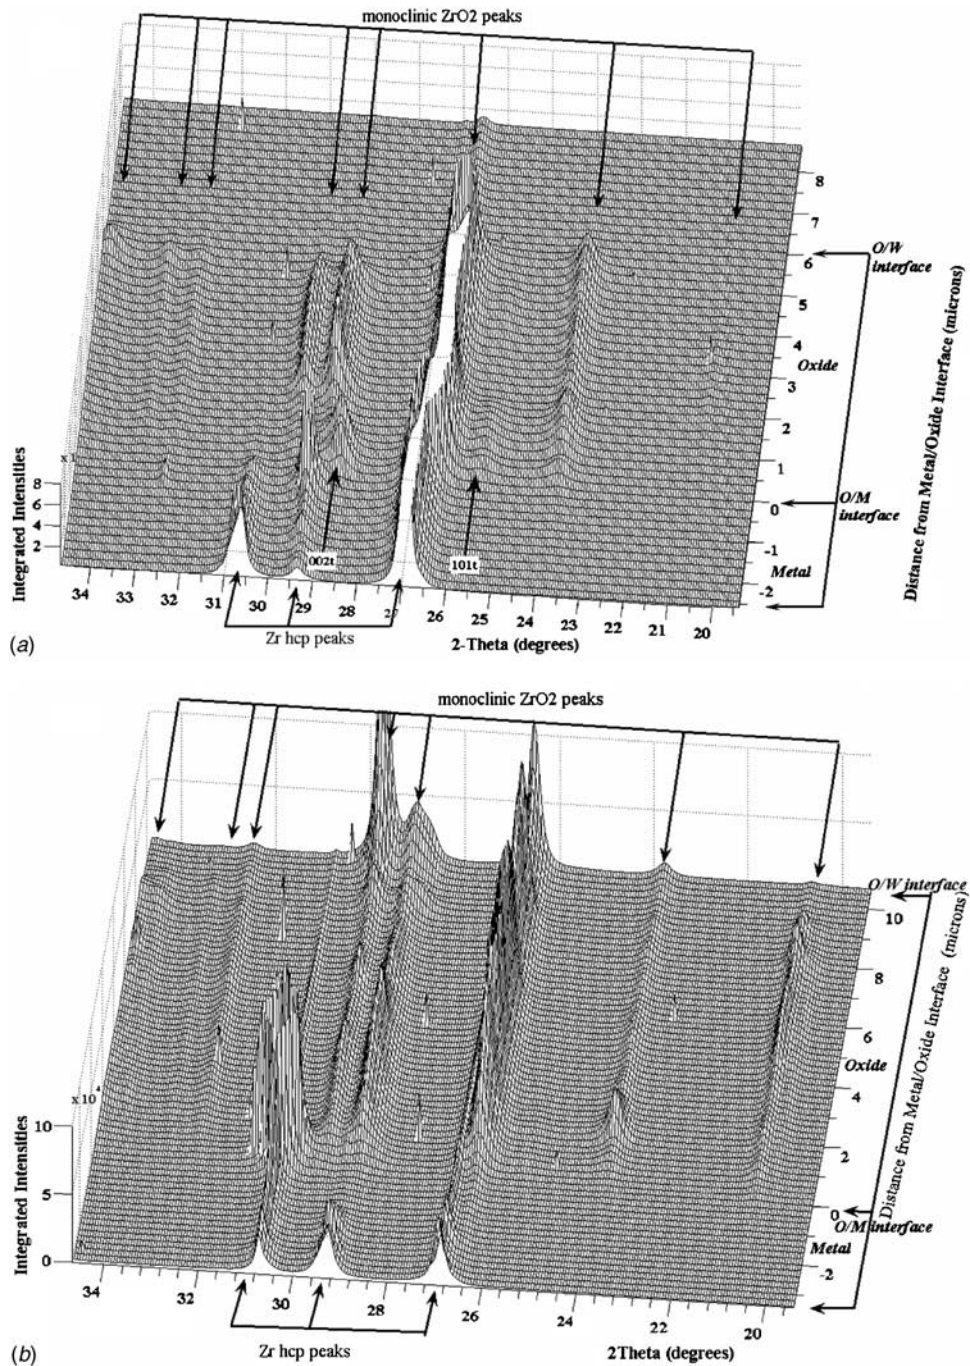 (a)
monoclinic ZrO2 peaks
8
7
O/W
interface
6
5
4
Oxide
3
2
1
O/M
interface
0
-1
Metal
-2
Distance from Metal/Oxide Interface (microns)
Integrated Intensities
x 1
8
6
4
2
002t
101t
34 33 32 31 30 29 28 27 26 25 24 23 22 21 20
Zr hcp peaks
2-Theta (degrees)
(b)
monoclinic ZrO2 peaks
O/W interface
10
8
6
Oxide
4
2
0
O/M interface
Metal
-2
Distance from Metal/Oxide Interface (microns)
Integrated Intensities
x 10 4
10
5
0
34 32 30 28 26 24 22 20
Zr hcp peaks
2Theta (degrees)